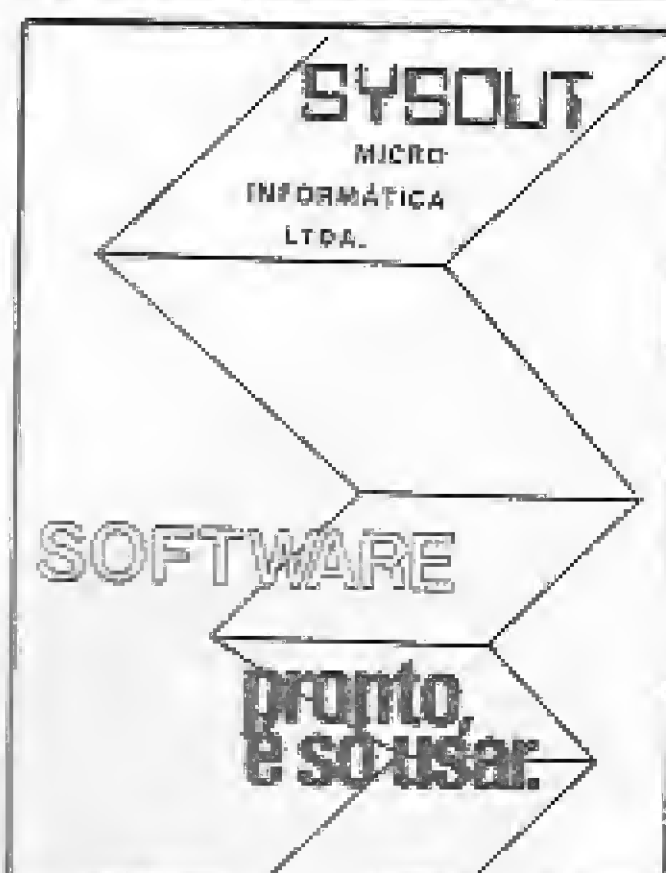 SYSOUT
MICRO
INFORMÁTICA
LTDA.
SOFTWARE
pronto,
é só usar.